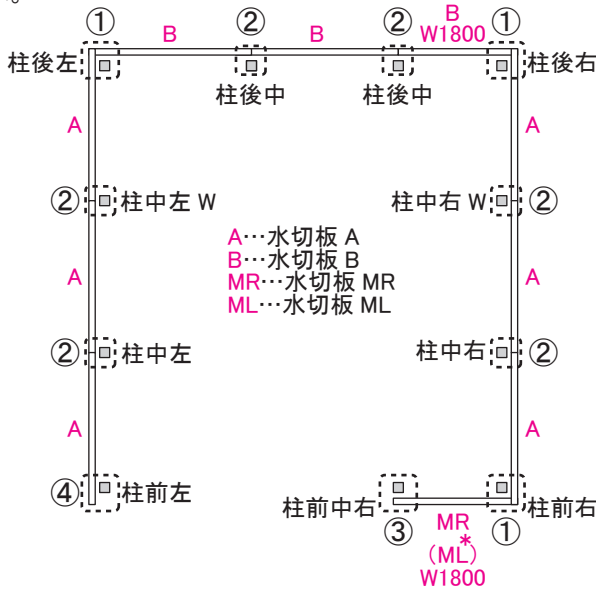 。
B
① B ② B ② W1800 ①
柱後左 柱後中 柱後中 柱後右
A A
② 柱中左 W 柱中右 W ②
A…水切板 A
B…水切板 B
MR…水切板 MR
ML…水切板 ML
A A
② 柱中左 柱中右 ②
A A
④ 柱前左 柱前中右 ③ ① 柱前右
MR
(ML)*
W1800